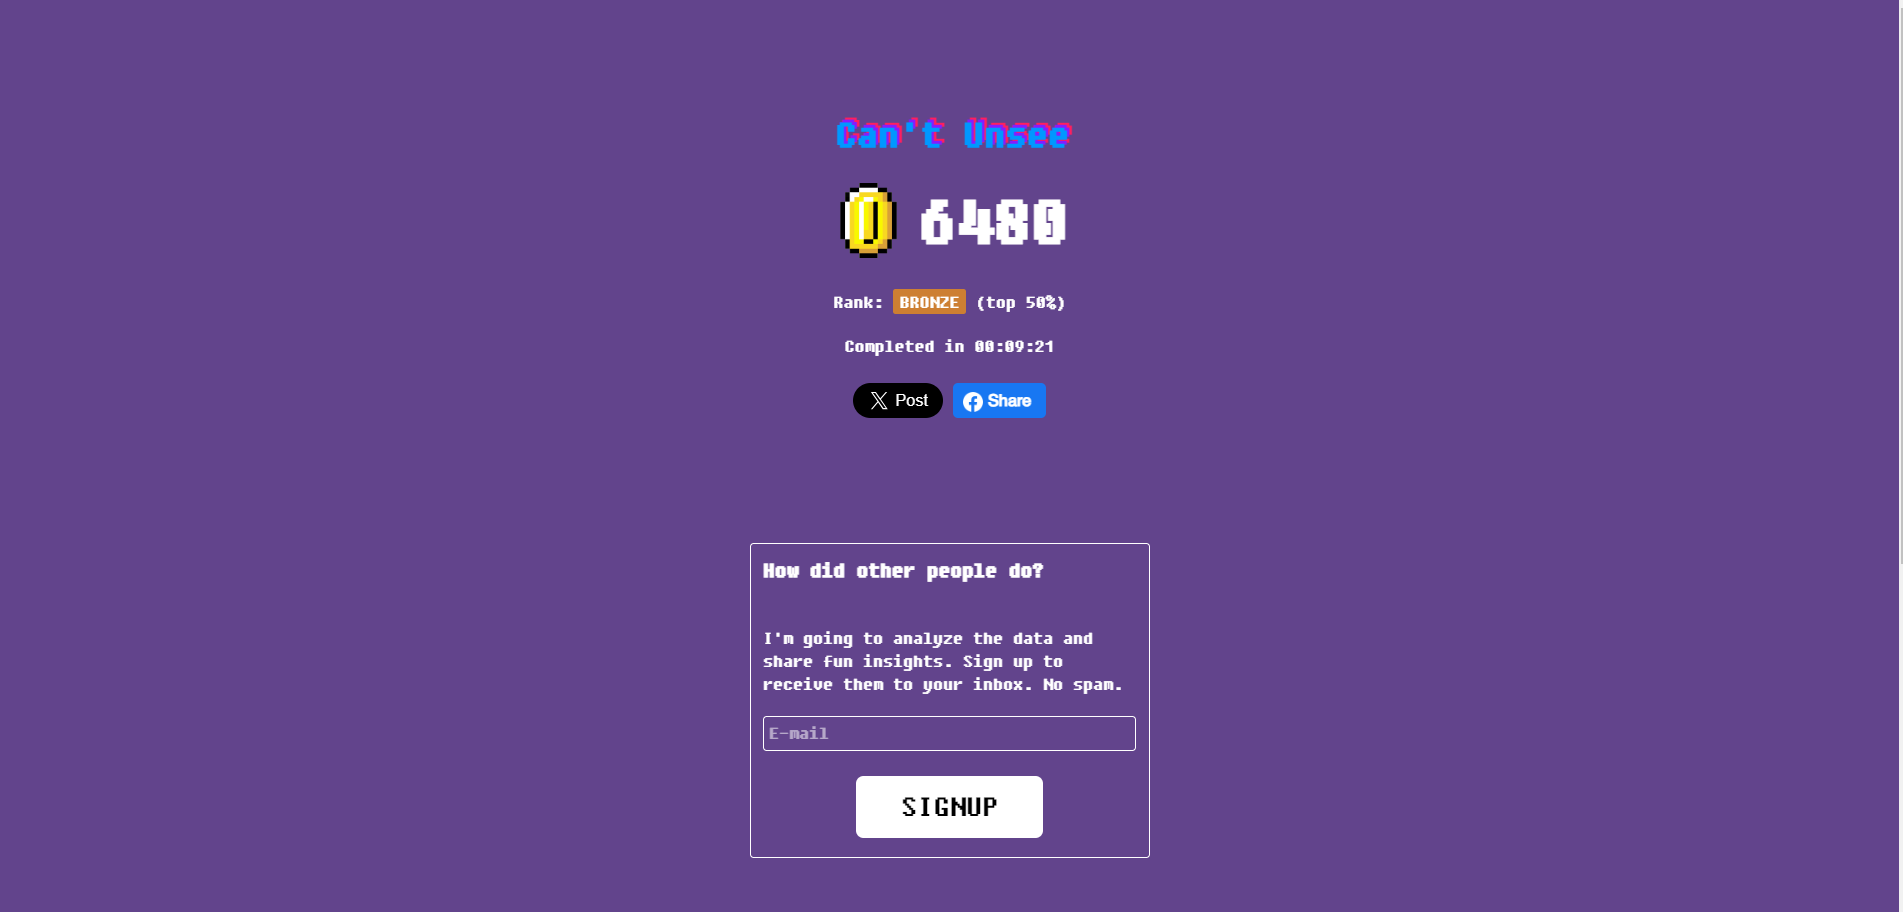 Can't Unsee
6480
Rank: BRONZE (top 50%)
Completed in 00:09:21
Post Share
How did other people do?
I'm going to analyze the data and
share fun insights. Sign up to
receive them to your inbox. No spam.
E-mail
SIGNUP